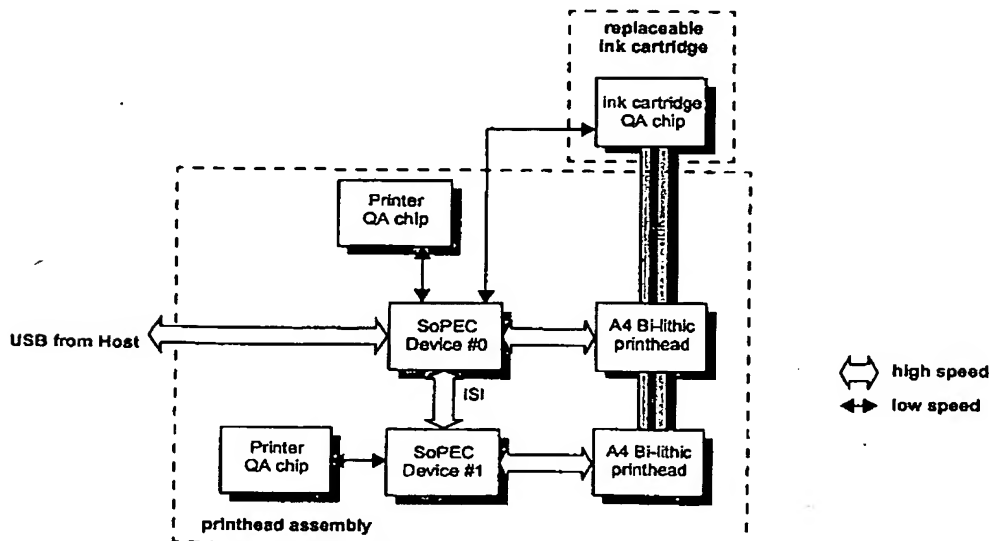 replaceable
ink cartridge
ink cartridge
QA chip
Printer
QA chip
USB from Host
SoPEC
Device #0
A4 Bi-lithic
printhead
high speed
low speed
ISI
Printer
QA chip
SoPEC
Device #1
A4 Bi-lithic
printhead
printhead assembly